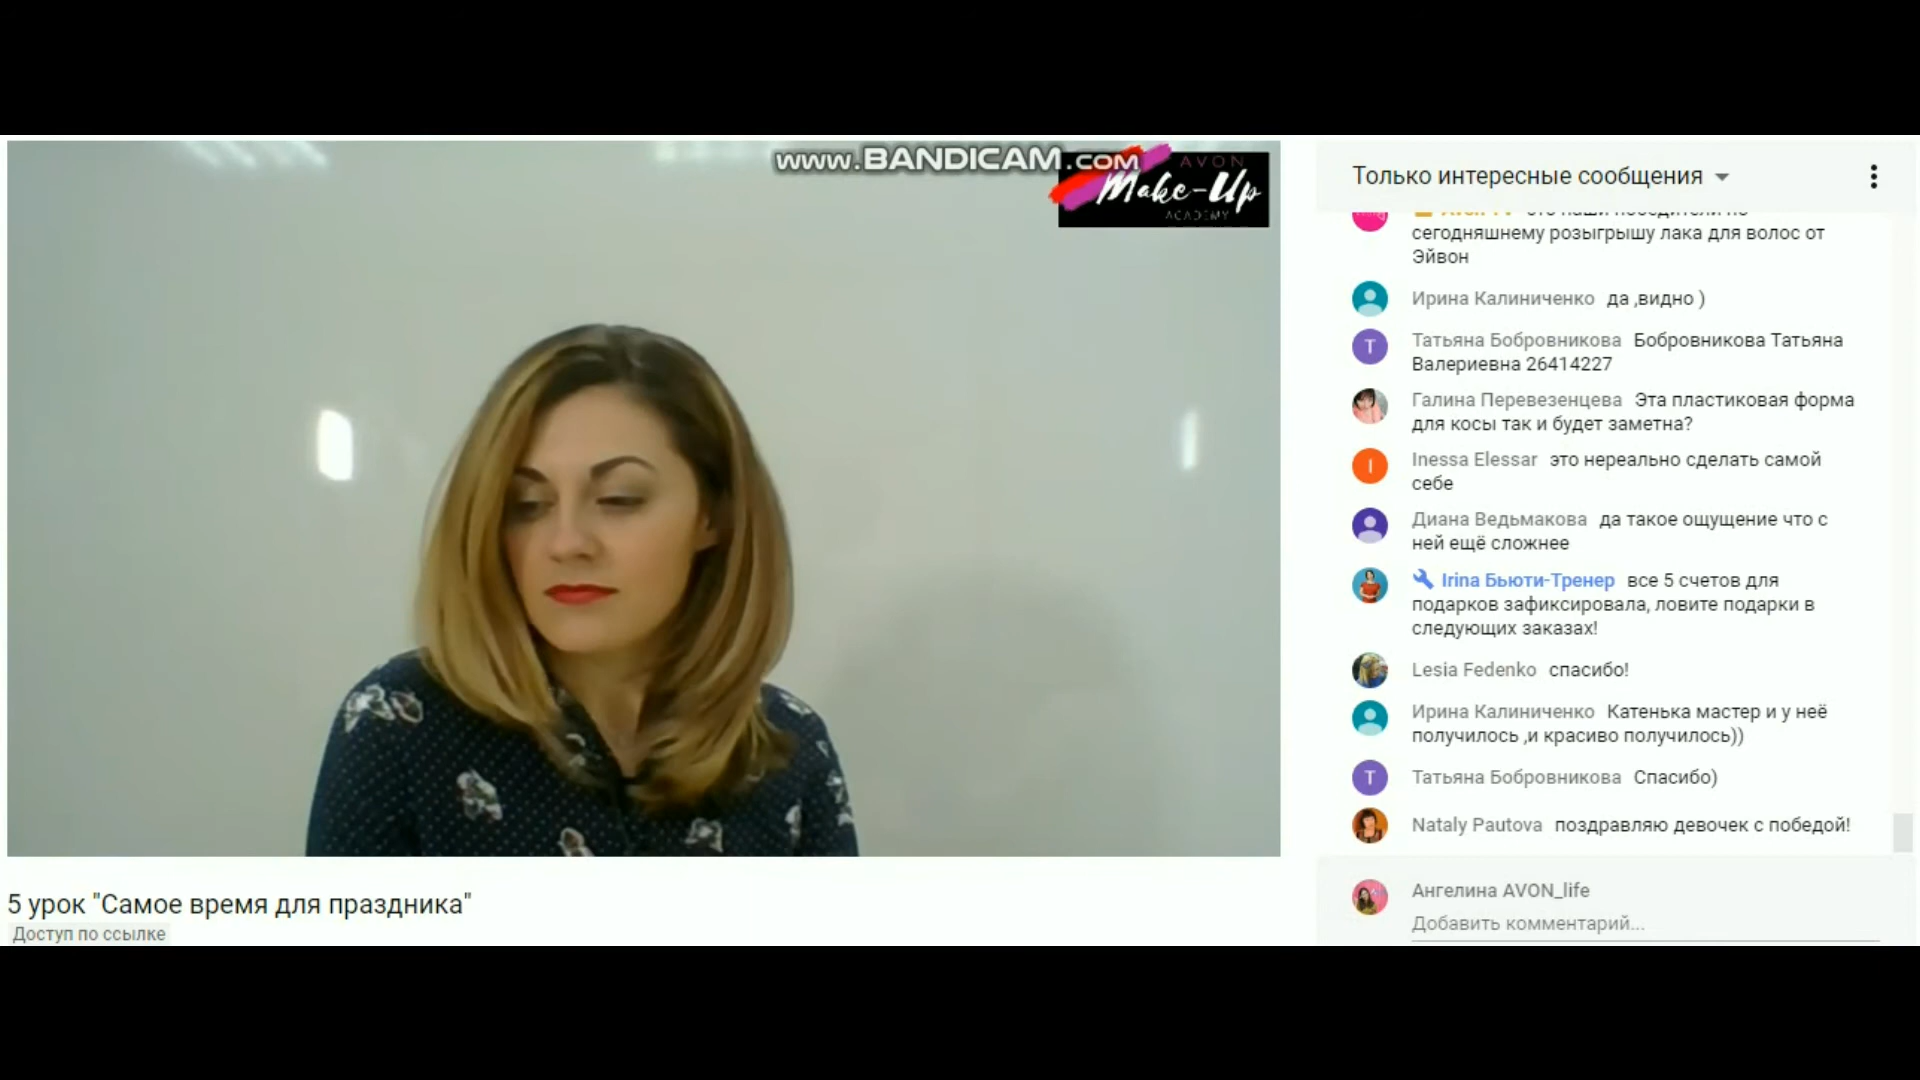 www.BANDICAM.com
AVON
Make-Up
ACADEMY
5 урок "Самое время для праздника"
Доступ по ссылке
Только интересные сообщения
сегодняшнему розыгрышу лака для волос от
Эйвон
Ирина Калиниченко да ,видно )
Татьяна Бобровникова Бобровникова Татьяна
Валериевна 26414227
Галина Перевезенцева Эта пластиковая форма
для косы так и будет заметна?
Inessa Elessar это нереально сделать самой
себе
Диана Ведьмакова да такое ощущение что с
ней ещё сложнее
Irina Бьюти-Тренер все 5 счетов для
подарков зафиксировала, ловите подарки в
следующих заказах!
Lesia Fedenko спасибо!
Ирина Калиниченко Катенька мастер и у неё
получилось ,и красиво получилось))
Татьяна Бобровникова Спасибо)
Nataly Pautova поздравляю девочек с победой!
Ангелина AVON_life
Добавить комментарий...